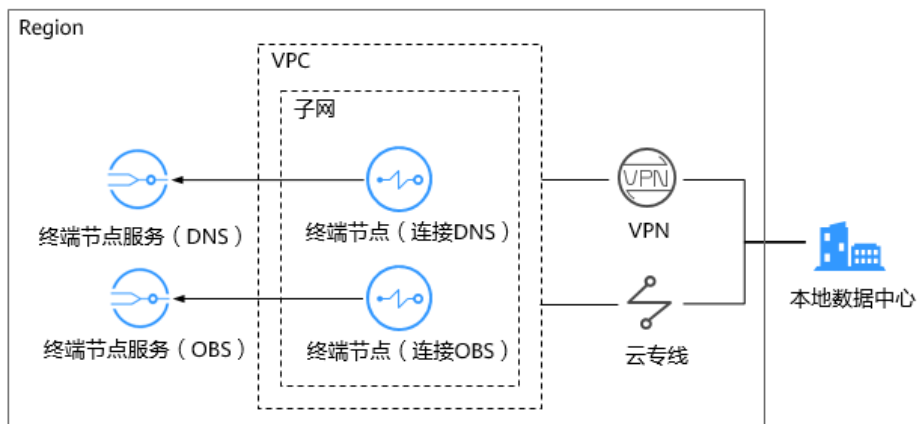 Region
VPC
子网
终端节点服务（DNS）
终端节点（连接DNS）
VPN
VPN
终端节点服务（OBS）
终端节点（连接OBS）
云专线
本地数据中心